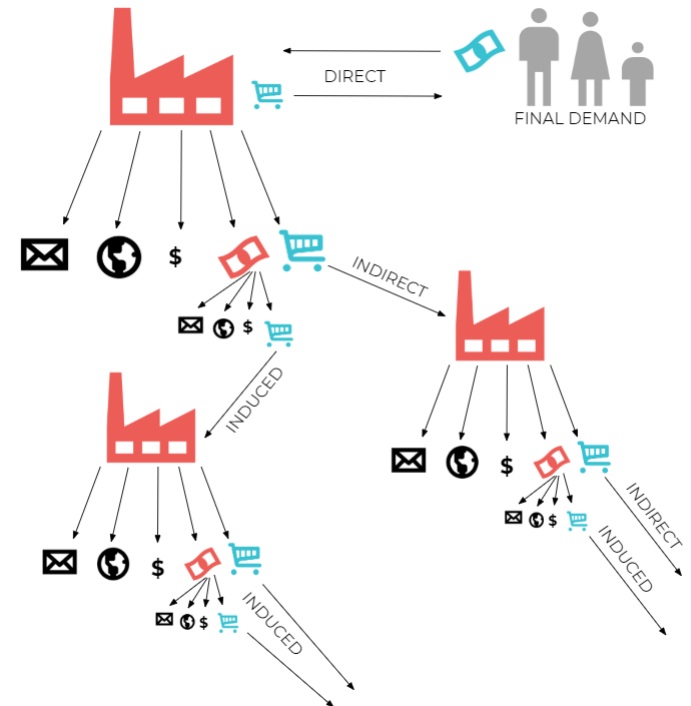 DIRECT
FINAL DEMAND
$
INDIRECT
$
INDUCED
$
$
INDIRECT
$
INDUCED
$
INDUCED
$